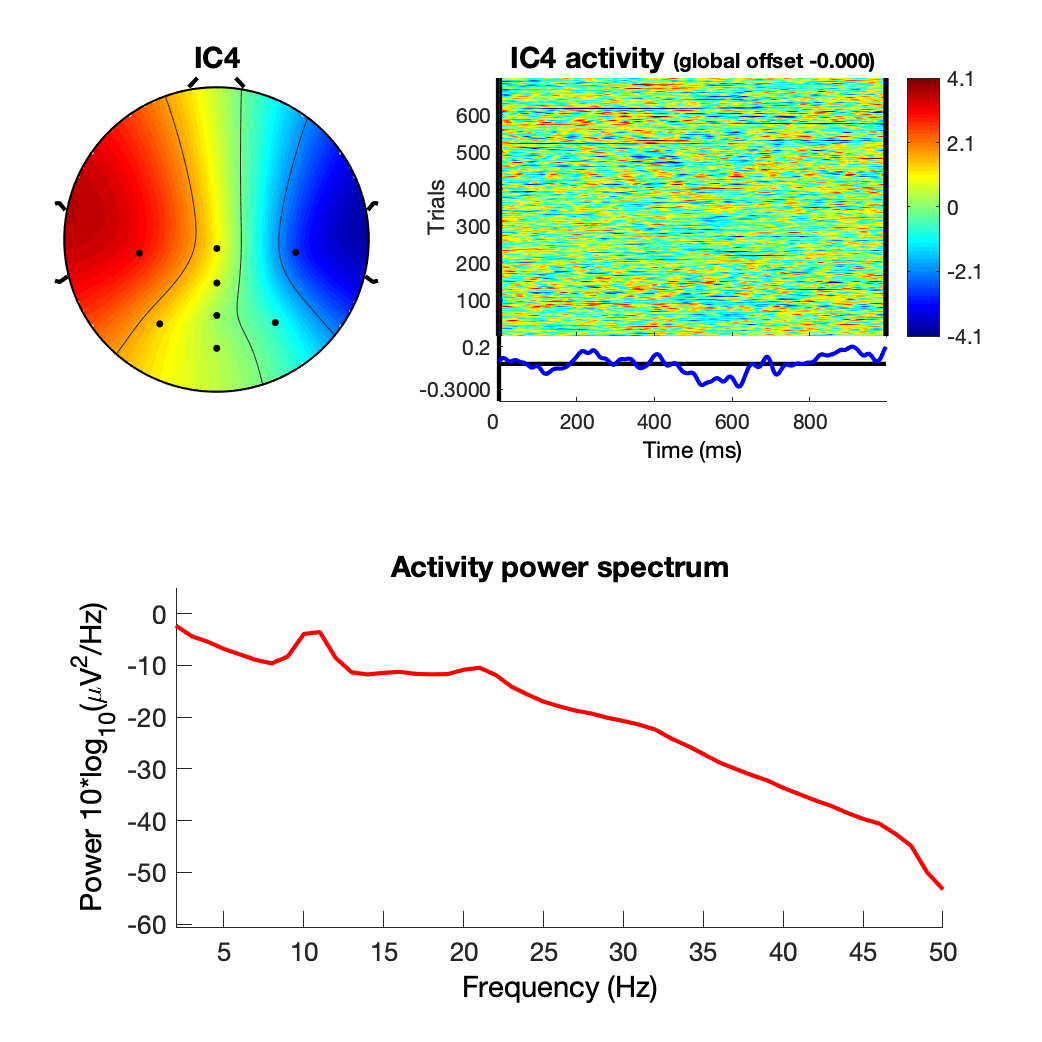 IC4
IC4 activity (global offset -0.000)
Trials
600
500
400
300
200
100
4.1
2.1
0
-2.1
-4.1
0.2
-0.3000
0 200 400 600 800
Time (ms)
Activity power spectrum
Power 10*log10(μV2/Hz)
0
-10
-20
-30
-40
-50
-60
5 10 15 20 25 30 35 40 45 50
Frequency (Hz)